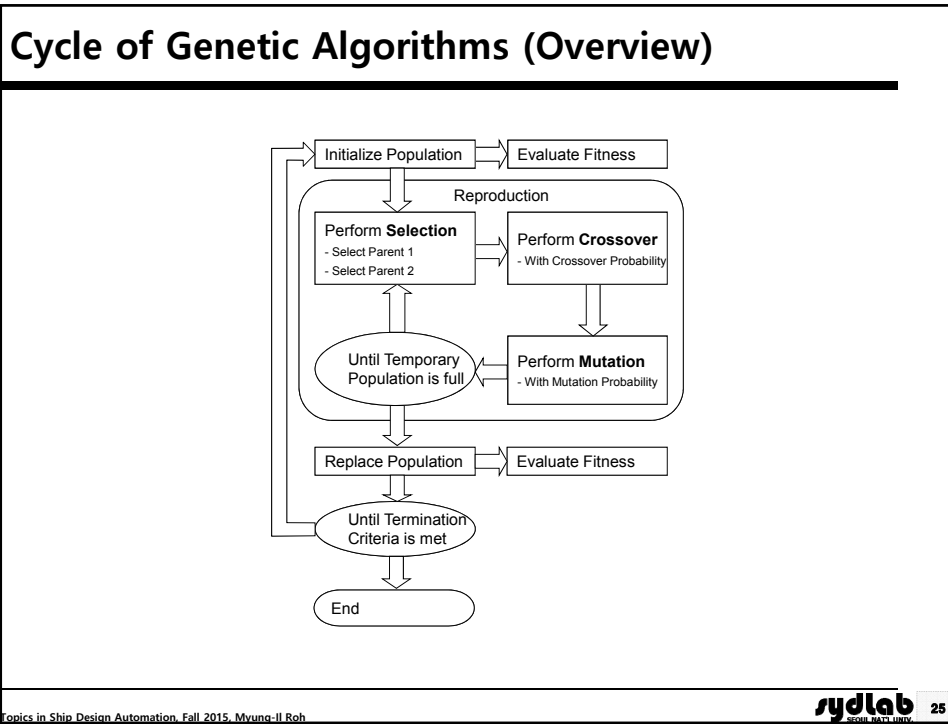 Cycle of Genetic Algorithms (Overview)
Initialize Population
Evaluate Fitness
Reproduction
Perform Selection
- Select Parent 1
- Select Parent 2
Perform Crossover
- With Crossover Probability
Until Temporary
Population is full
Perform Mutation
- With Mutation Probability
Replace Population
Evaluate Fitness
Until Termination
Criteria is met
End
Topics in Ship Design Automation, Fall 2015, Myung-Il Roh
sydlab
SEOUL NAT'L UNIV.
25